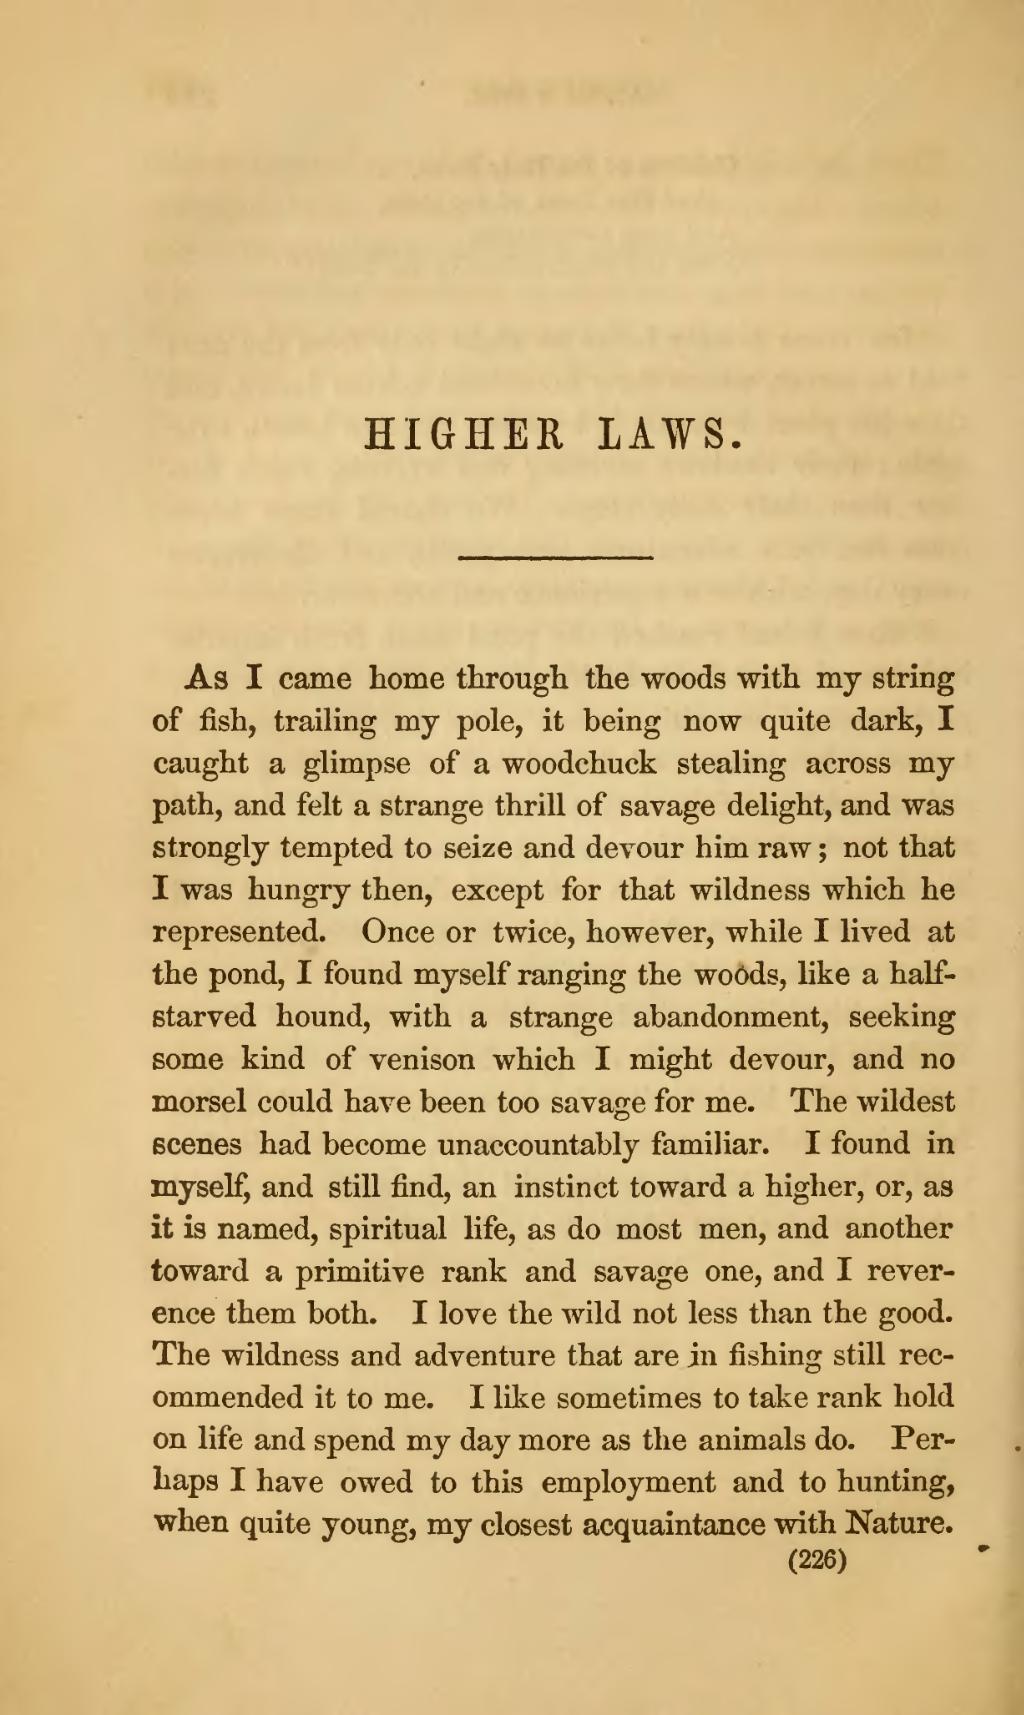 HIGHER LAWS.
As I came home through the woods with my string
of fish, trailing my pole, it being now quite dark, I
caught a glimpse of a woodchuck stealing across my
path, and felt a strange thrill of savage delight, and was
strongly tempted to seize and devour him raw; not that
I was hungry then, except for that wildness which he
represented. Once or twice, however, while I lived at
the pond, I found myself ranging the woods, like a half-
starved hound, with a strange abandonment, seeking
some kind of venison which I might devour, and no
morsel could have been too savage for me. The wildest
scenes had become unaccountably familiar. I found in
myself, and still find, an instinct toward a higher, or, as
it is named, spiritual life, as do most men, and another
toward a primitive rank and savage one, and I rever-
ence them both. I love the wild not less than the good.
The wildness and adventure that are in fishing still rec-
ommended it to me. I like sometimes to take rank hold
on life and spend my day more as the animals do. Per-
haps I have owed to this employment and to hunting,
when quite young, my closest acquaintance with Nature.
(226)